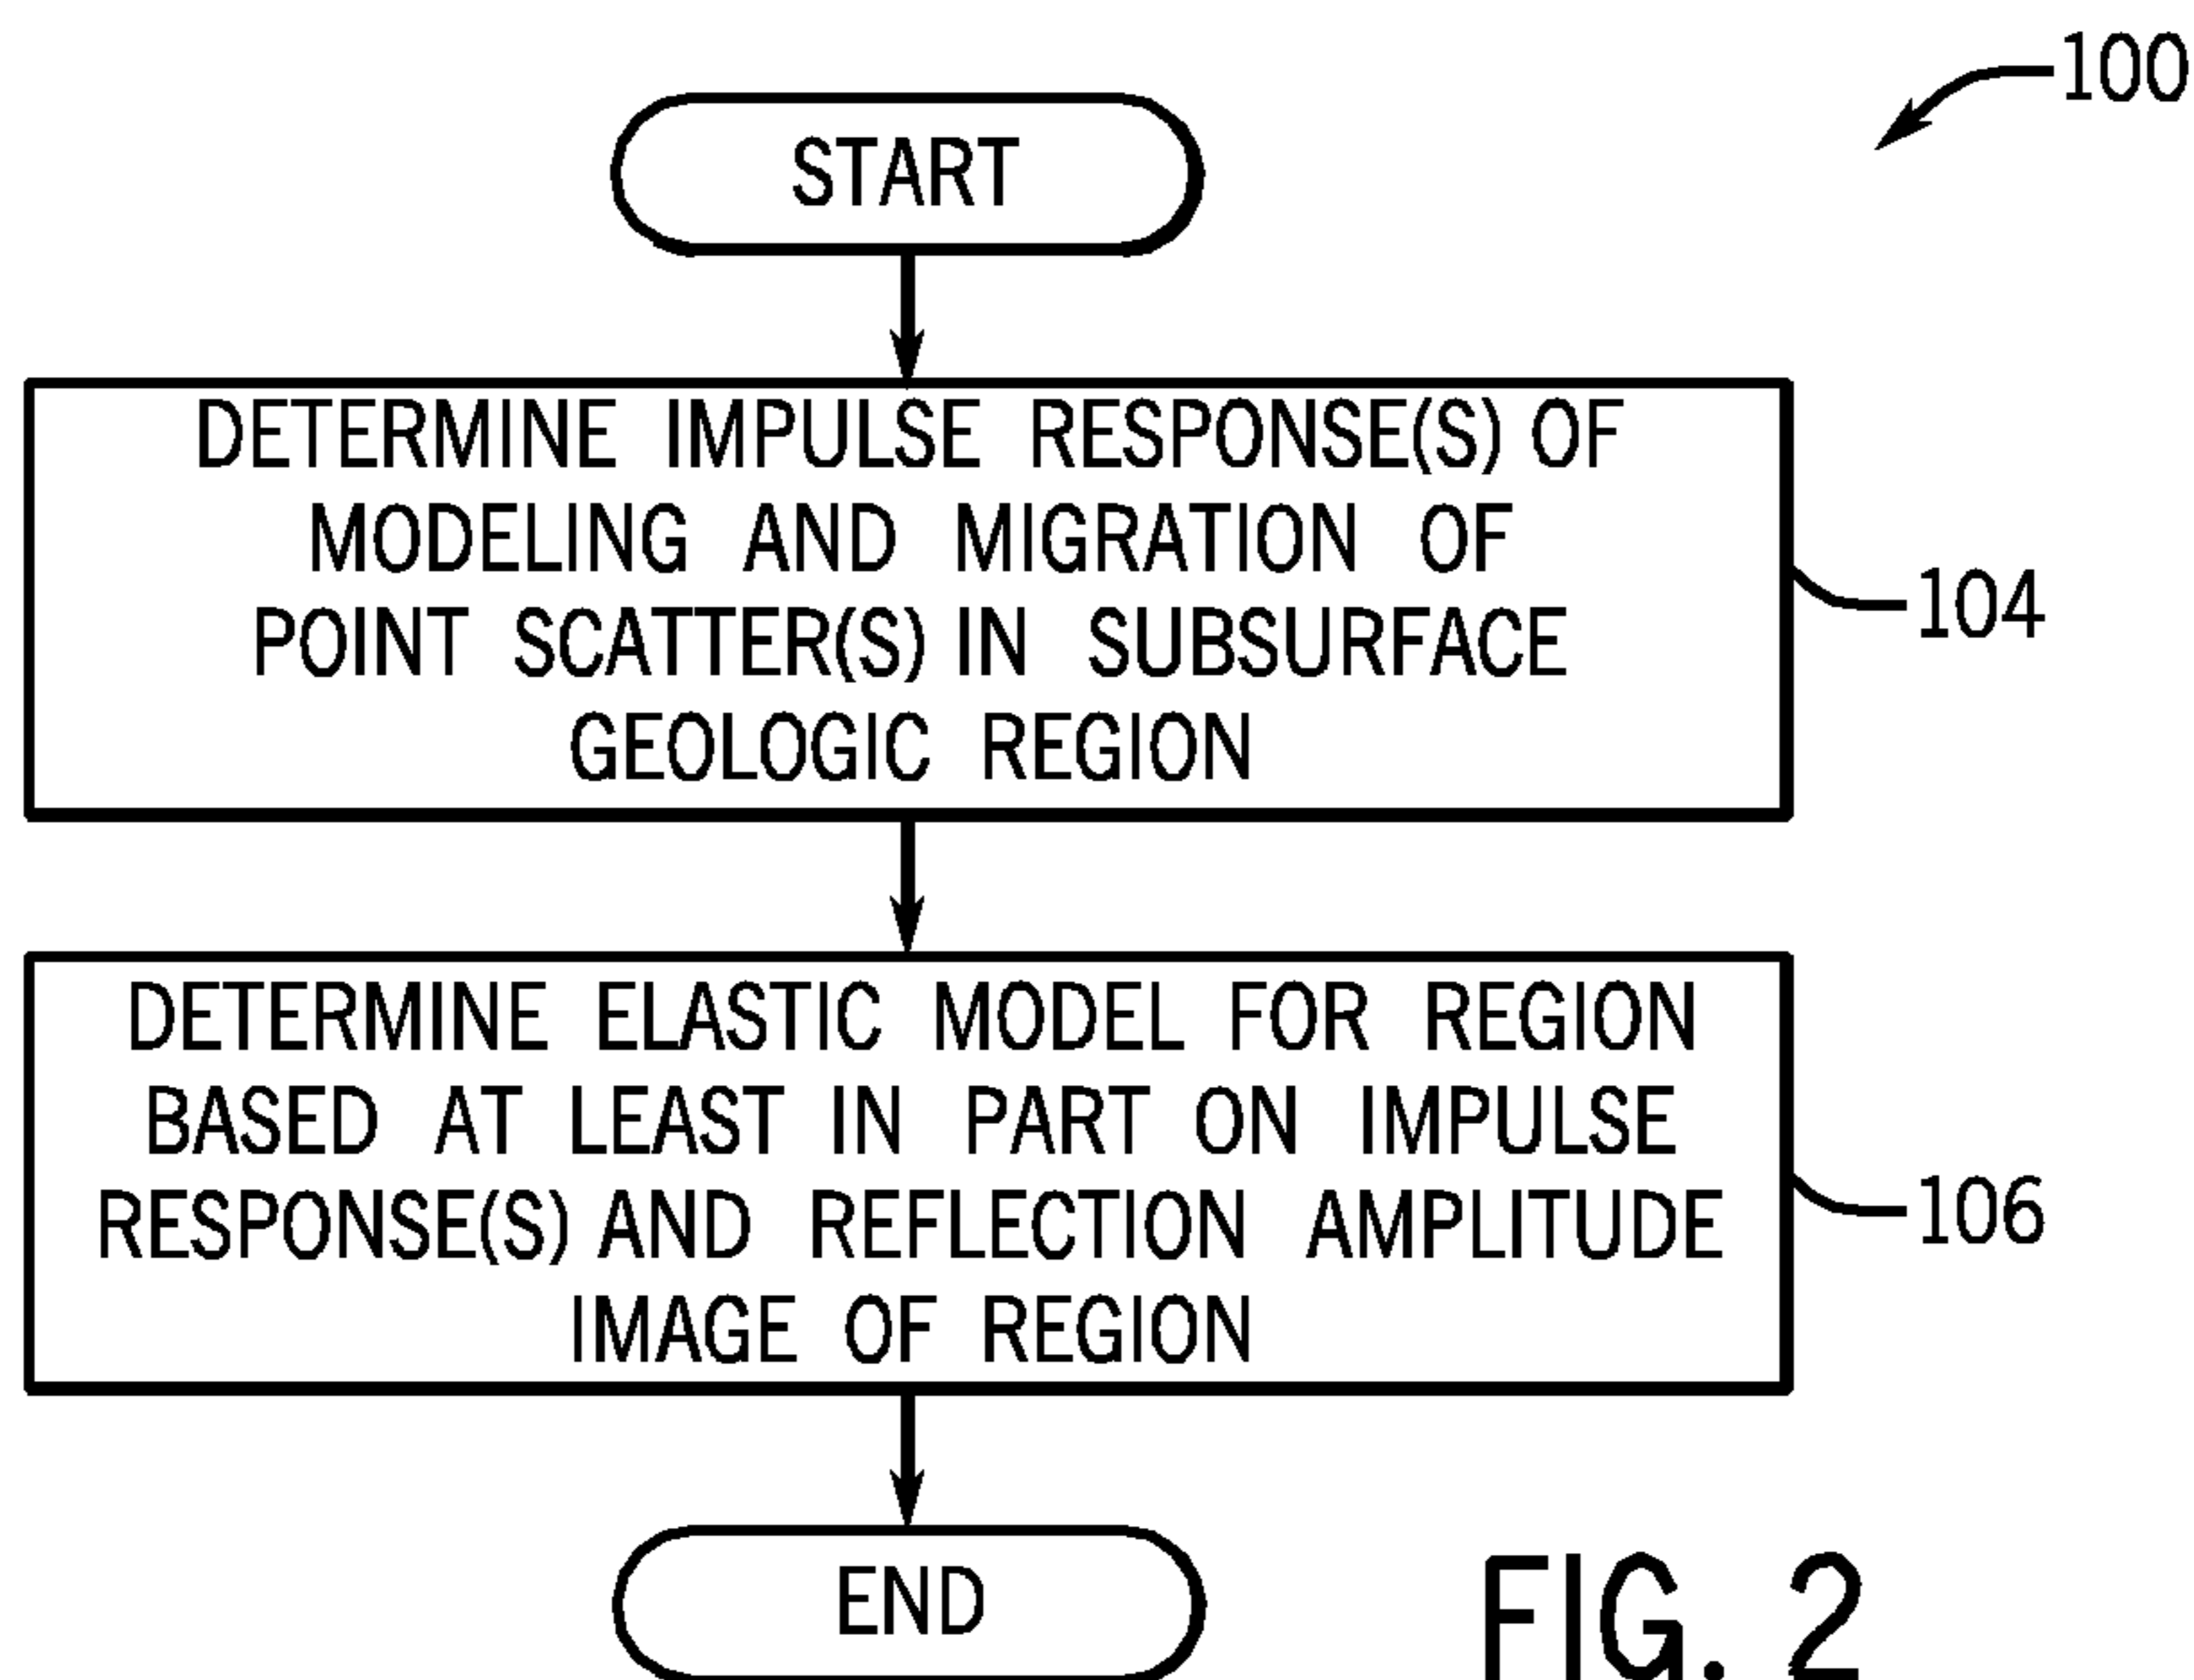 100
START
DETERMINE IMPULSE RESPONSE(S) OF
MODELING AND MIGRATION OF
POINT SCATTER(S) IN SUBSURFACE
GEOLOGIC REGION
104
DETERMINE ELASTIC MODEL FOR REGION
BASED AT LEAST IN PART ON IMPULSE
RESPONSE(S) AND REFLECTION AMPLITUDE
IMAGE OF REGION
106
END
FIG. 2